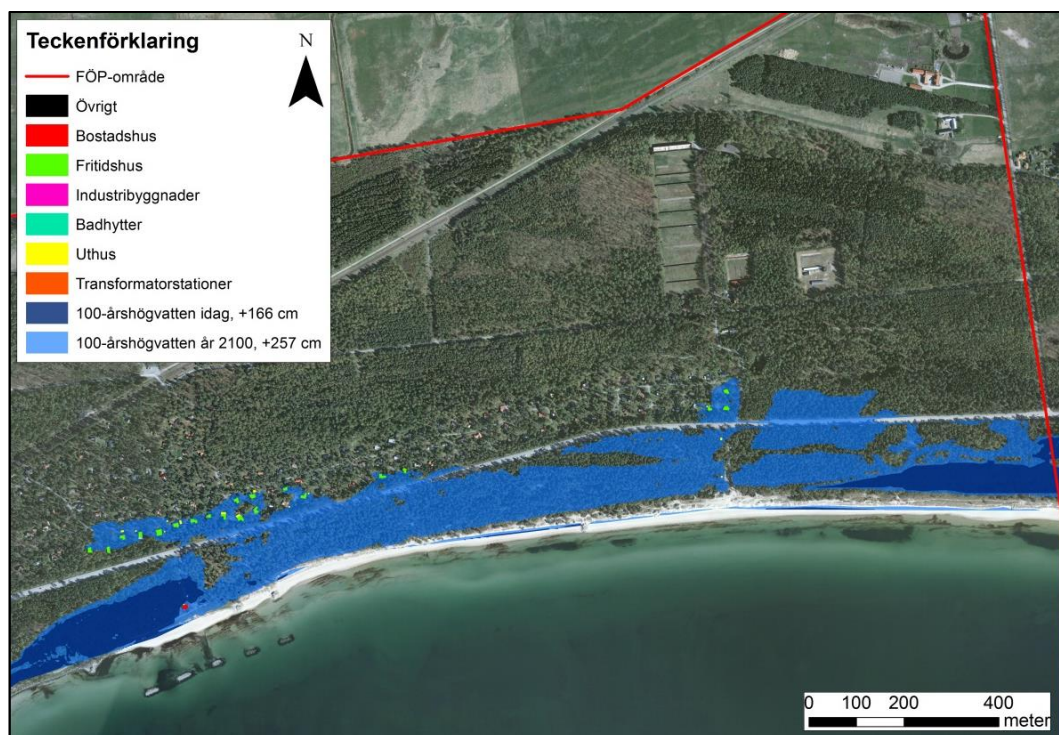 Teckenförklaring
N
FÖP-område
Övrigt
Bostadshus
Fritidshus
Industribyggnader
Badhytter
Uthus
Transformatorstationer
100-årshögvatten idag, +166 cm
100-årshögvatten år 2100, +257 cm
0 100 200 400
meter